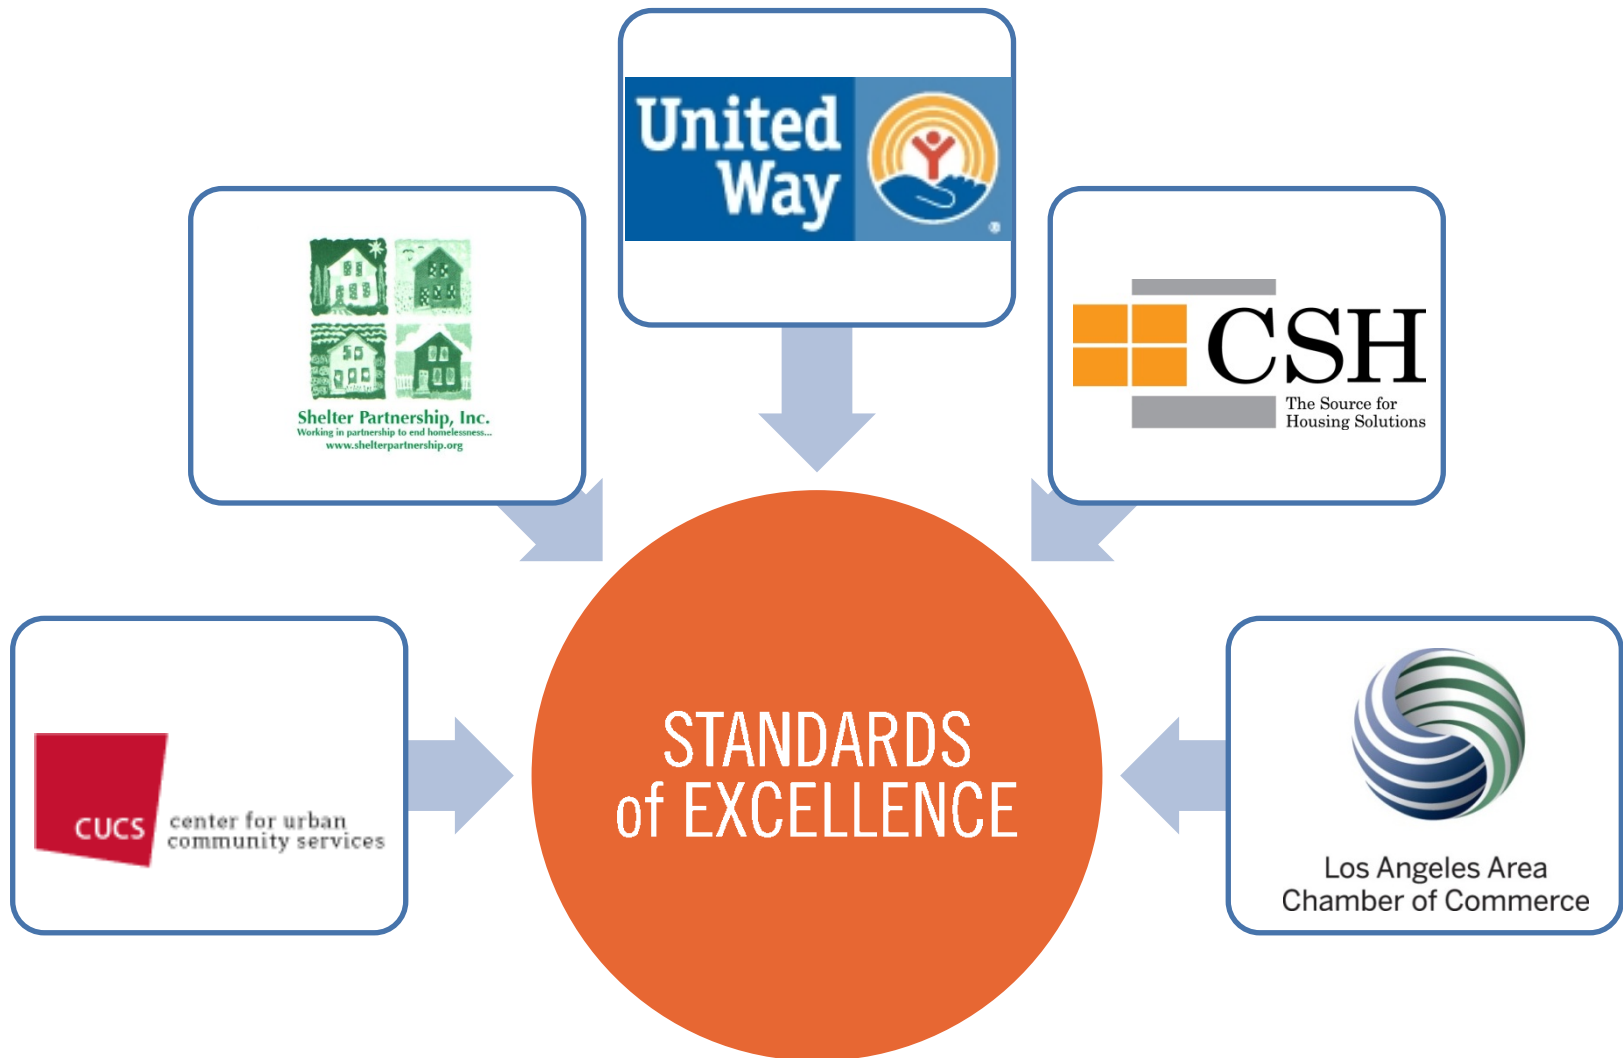 United
Way
®
Shelter Partnership, Inc.
Working in partnership to end homelessness...
www.shelterpartnership.org
CSH
The Source for
Housing Solutions
CUCS
center for urban
community services
STANDARDS
of EXCELLENCE
Los Angeles Area
Chamber of Commerce